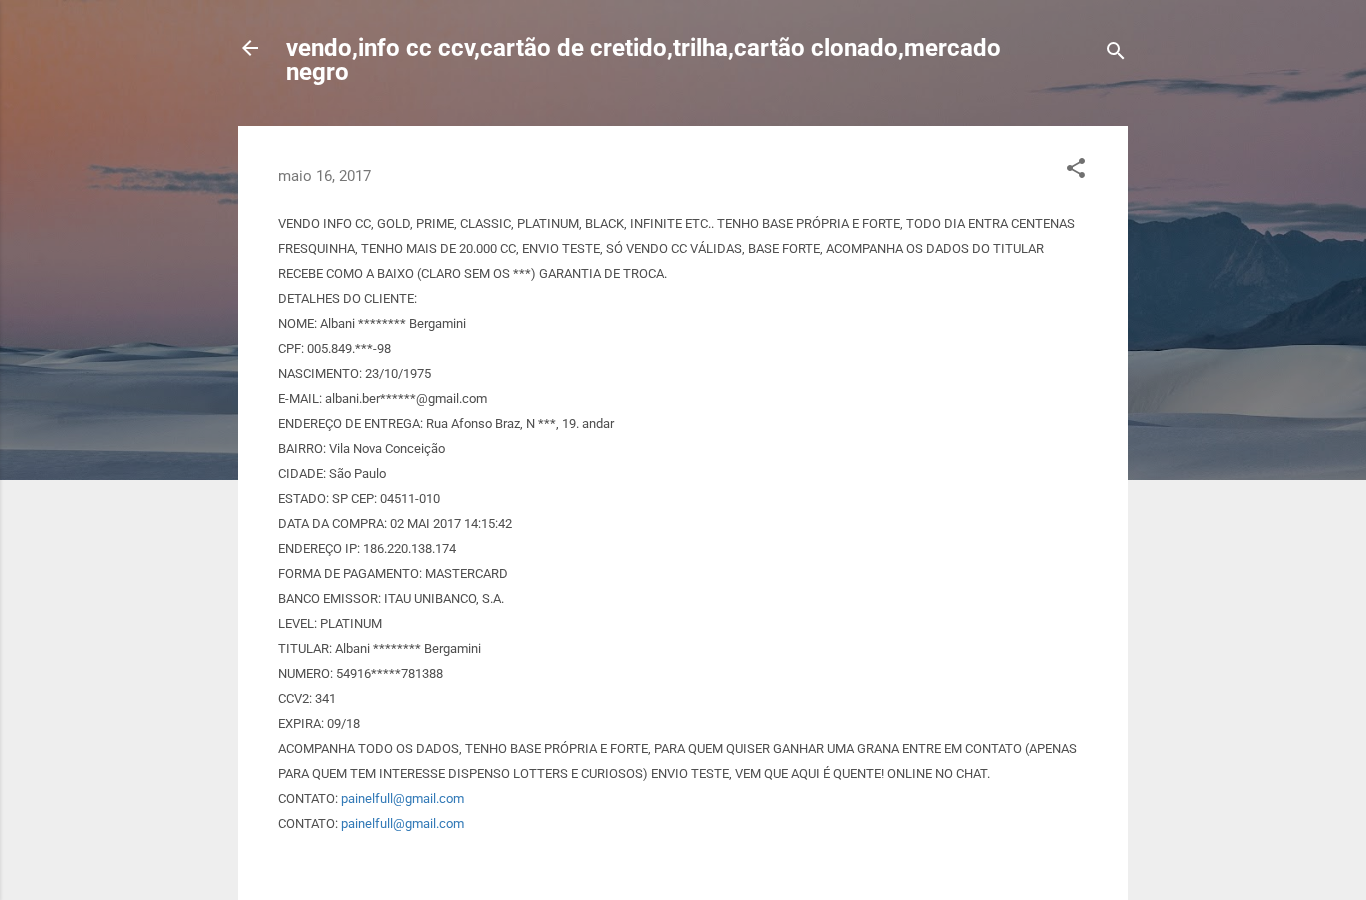 vendo,info cc ccv,cartão de cretido,trilha,cartão clonado,mercado
negro
maio 16, 2017
VENDO INFO CC, GOLD, PRIME, CLASSIC, PLATINUM, BLACK, INFINITE ETC.. TENHO BASE PRÓPRIA E FORTE, TODO DIA ENTRA CENTENAS
FRESQUINHA, TENHO MAIS DE 20.000 CC, ENVIO TESTE, SÓ VENDO CC VÁLIDAS, BASE FORTE, ACOMPANHA OS DADOS DO TITULAR
RECEBE COMO A BAIXO (CLARO SEM OS ***) GARANTIA DE TROCA.
DETALHES DO CLIENTE:
NOME: Albani ******** Bergamini
CPF: 005.849.***-98
NASCIMENTO: 23/10/1975
E-MAIL: albani.ber******@gmail.com
ENDEREÇO DE ENTREGA: Rua Afonso Braz, N ***, 19. andar
BAIRRO: Vila Nova Conceição
CIDADE: São Paulo
ESTADO: SP CEP: 04511-010
DATA DA COMPRA: 02 MAI 2017 14:15:42
ENDEREÇO IP: 186.220.138.174
FORMA DE PAGAMENTO: MASTERCARD
BANCO EMISSOR: ITAU UNIBANCO, S.A.
LEVEL: PLATINUM
TITULAR: Albani ******** Bergamini
NUMERO: 54916*****781388
CCV2: 341
EXPIRA: 09/18
ACOMPANHA TODO OS DADOS, TENHO BASE PRÓPRIA E FORTE, PARA QUEM QUISER GANHAR UMA GRANA ENTRE EM CONTATO (APENAS
PARA QUEM TEM INTERESSE DISPENSO LOTTERS E CURIOSOS) ENVIO TESTE, VEM QUE AQUI É QUENTE! ONLINE NO CHAT.
CONTATO: painelfull@gmail.com
CONTATO: painelfull@gmail.com